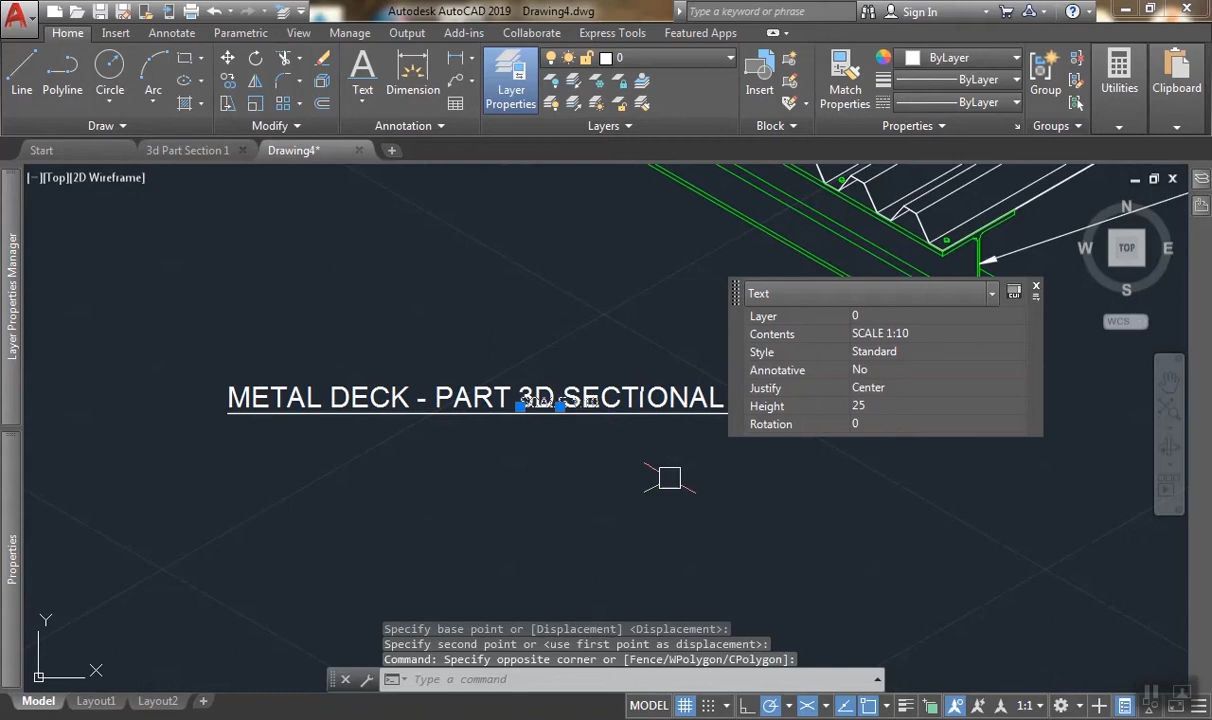 Autodesk AutoCAD 2019 Drawing4.dwg
Type a keyword or phrase
Sign In
Home Insert Annotate Parametric View Manage Output Add-ins Collaborate Express Tools Featured Apps
Line Polyline Circle Arc
Text Dimension
Layer Properties
0
Insert
Match Properties
ByLayer
ByLayer
ByLayer
Group
Utilities
Clipboard
Draw Modify Annotation Layers Block Properties Groups
Start 3d Part Section 1 Drawing4*
[−][Top][2D Wireframe]
N
W TOP E
S
WCS
Layer Properties Manager
Properties
Text
CUI
Layer 0
Contents SCALE 1:10
Style Standard
Annotative No
Justify Center
Height 25
Rotation 0
METAL DECK - PART 3D SECTIONAL
Y
X
Specify base point or [Displacement] <Displacement>:
Specify second point or <use first point as displacement>:
Command: Specify opposite corner or [Fence/WPolygon/CPolygon]:
Type a command
Model Layout1 Layout2
MODEL 1:1